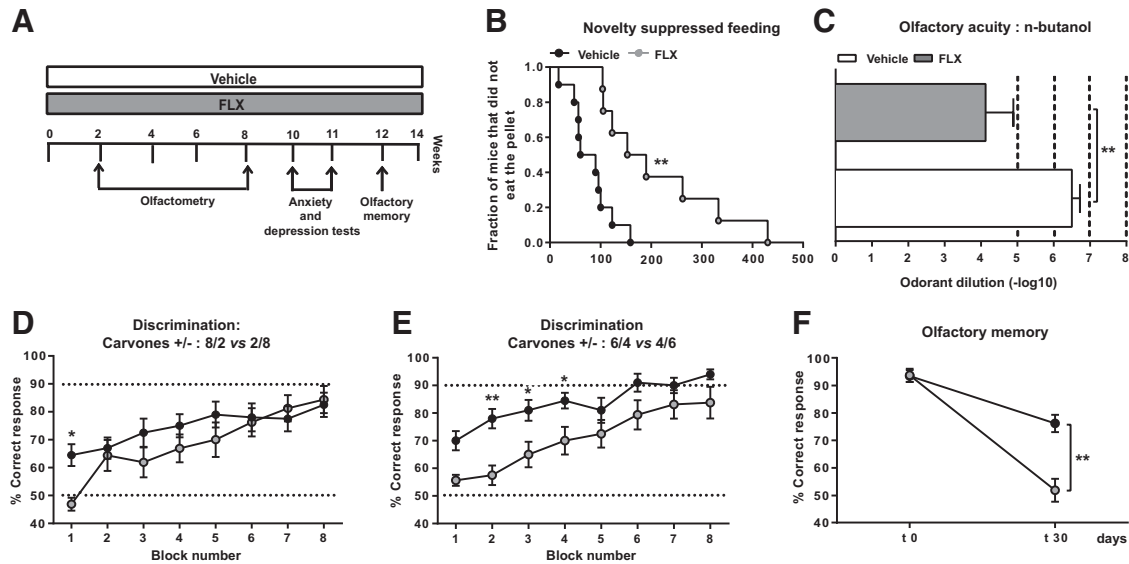 A
Vehicle
FLX
0 2 4 6 8 10 11 12 14
Weeks
Olfactometry
Anxiety
and
depression tests
Olfactory
memory
B
Novelty suppressed feeding
Vehicle FLX
Fraction of mice that did not
eat the pellet
1.0
0.8
0.6
0.4
0.2
0.0
**
0 100 200 300 400 500
C
Olfactory acuity : n-butanol
Vehicle FLX
**
0 1 2 3 4 5 6 7 8
Odorant dilution (-log10)
D
Discrimination:
Carvones +/- : 8/2 vs 2/8
% Correct response
100
90
80
70
60
50
40
*
1 2 3 4 5 6 7 8
Block number
E
Discrimination
Carvones +/- : 6/4 vs 4/6
% Correct response
100
90
80
70
60
50
40
** * *
1 2 3 4 5 6 7 8
Block number
F
Olfactory memory
% Correct response
100
90
80
70
60
50
40
**
t 0 t 30 days